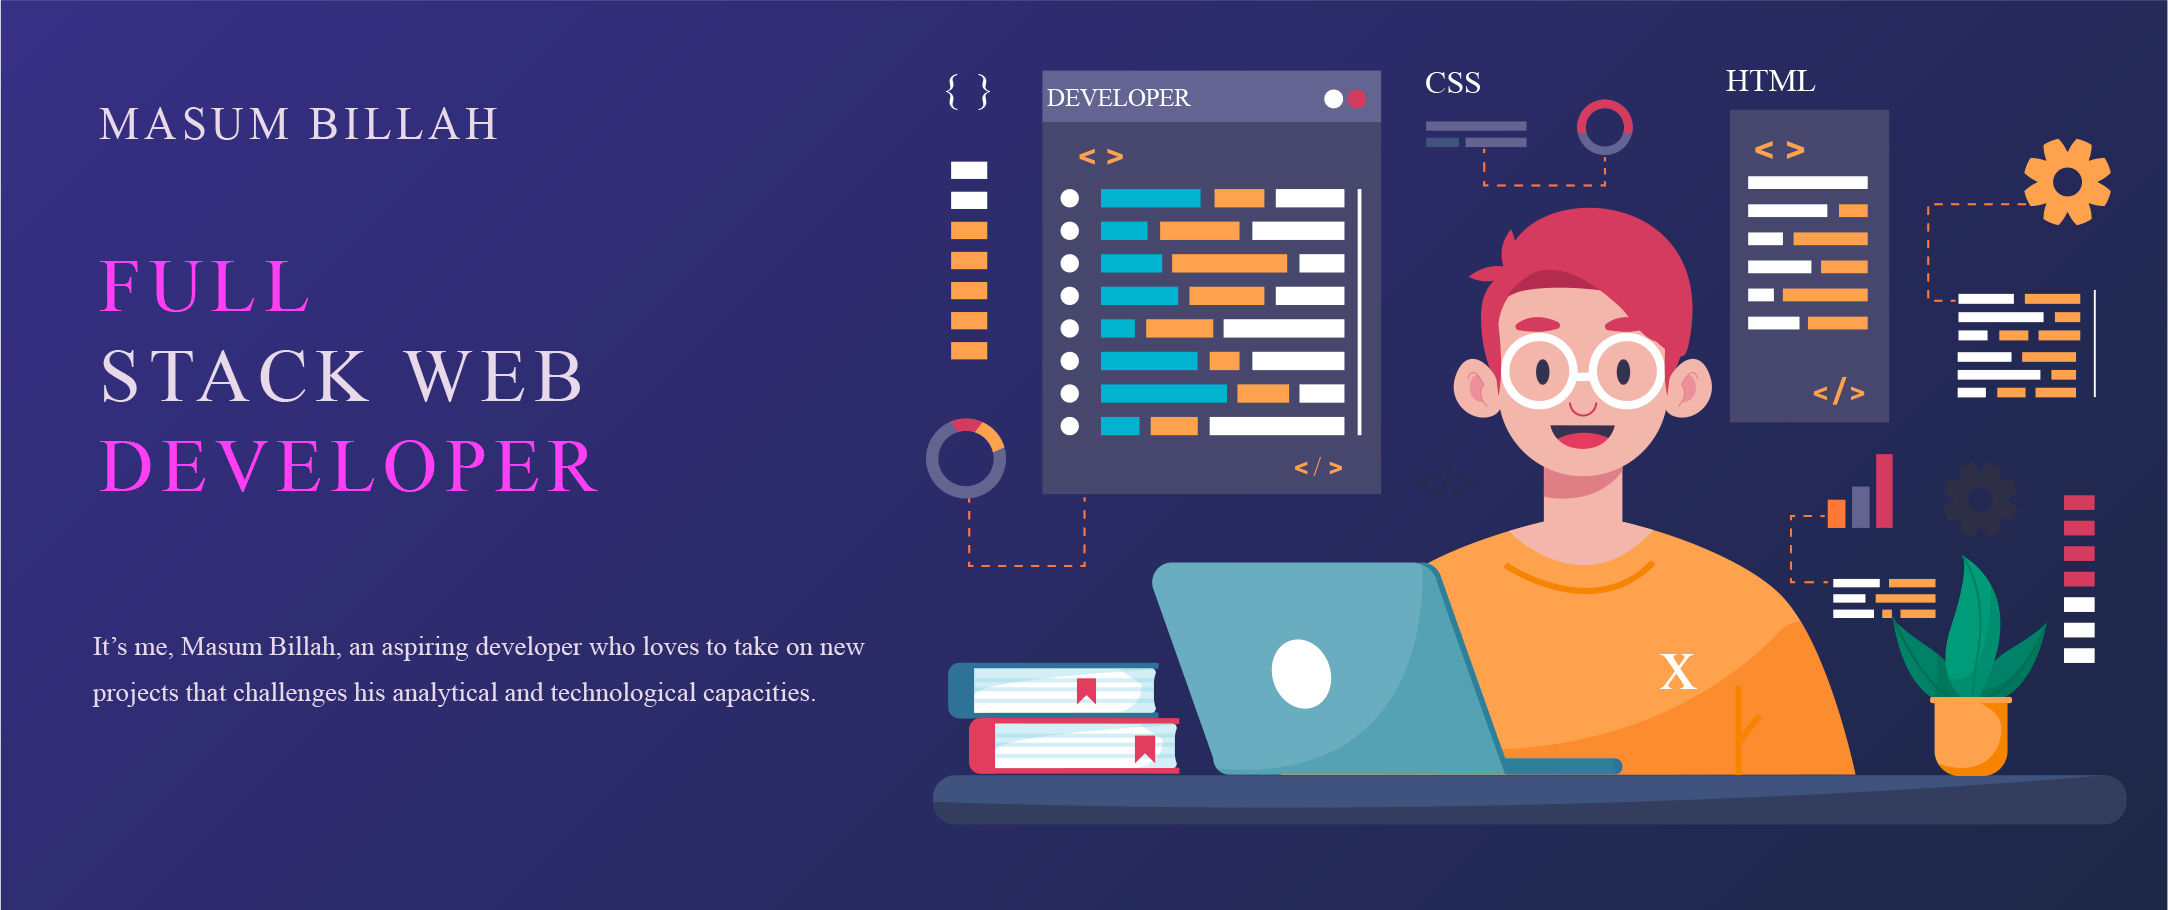 MASUM BILLAH
FULL
STACK WEB
DEVELOPER
It’s me, Masum Billah, an aspiring developer who loves to take on new
projects that challenges his analytical and technological capacities.
{ }
DEVELOPER
< >
</>
CSS
HTML
< >
</>
</>
X